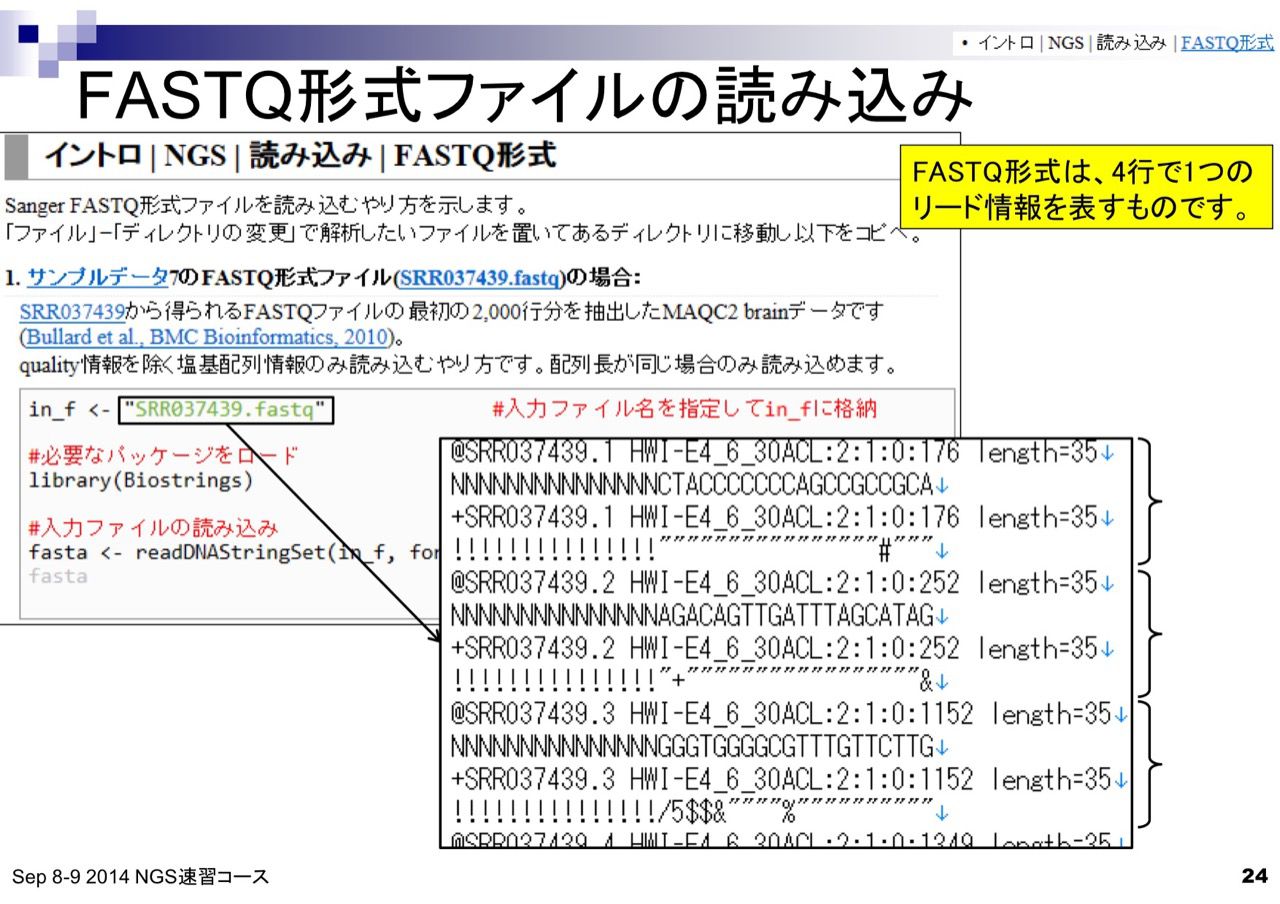 • イントロ | NGS | 読み込み | FASTQ形式
FASTQ形式ファイルの読み込み
イントロ | NGS | 読み込み | FASTQ形式
FASTQ形式は、4行で1つの
リード情報を表すものです。
Sanger FASTQ形式ファイルを読み込むやり方を示します。
「ファイル」−「ディレクトリの変更」で解析したいファイルを置いてあるディレクトリに移動し以下をコピペ。
1. サンプルデータ7のFASTQ形式ファイル(SRR037439.fastq)の場合:
SRR037439から得られるFASTQファイルの最初の2,000行分を抽出したMAQC2 brainデータです
(Bullard et al., BMC Bioinformatics, 2010)。
quality情報を除く塩基配列情報のみ読み込むやり方です。配列長が同じ場合のみ読み込めます。
in_f <- "SRR037439.fastq" #入力ファイル名を指定してin_fに格納
#必要なパッケージをロード
library(Biostrings)
#入力ファイルの読み込み
fasta <- readDNAStringSet(in_f, for
fasta
@SRR037439.1 HWI-E4_6_30ACL:2:1:0:176 length=35↓
NNNNNNNNNNNNNNNCTACCCCCCCAGCCGCCGCA↓
+SRR037439.1 HWI-E4_6_30ACL:2:1:0:176 length=35↓
!!!!!!!!!!!!!!!~~~~~~~~~~~~~~~~#~~~↓
@SRR037439.2 HWI-E4_6_30ACL:2:1:0:252 length=35↓
NNNNNNNNNNNNNNNAGACAGTTGATTTAGCATAG↓
+SRR037439.2 HWI-E4_6_30ACL:2:1:0:252 length=35↓
!!!!!!!!!!!!!!!~+~~~~~~~~~~~~~~~~~&↓
@SRR037439.3 HWI-E4_6_30ACL:2:1:0:1152 length=35↓
NNNNNNNNNNNNNNNGGGTGGGGCGTTTGTTCTTG↓
+SRR037439.3 HWI-E4_6_30ACL:2:1:0:1152 length=35↓
!!!!!!!!!!!!!!!/5$$&~~~~%~~~~~~~~~~↓
@SRR037439.4 HWI-E4_6_30ACL:2:1:0:1349 length=35↓
Sep 8-9 2014 NGS速習コース
24